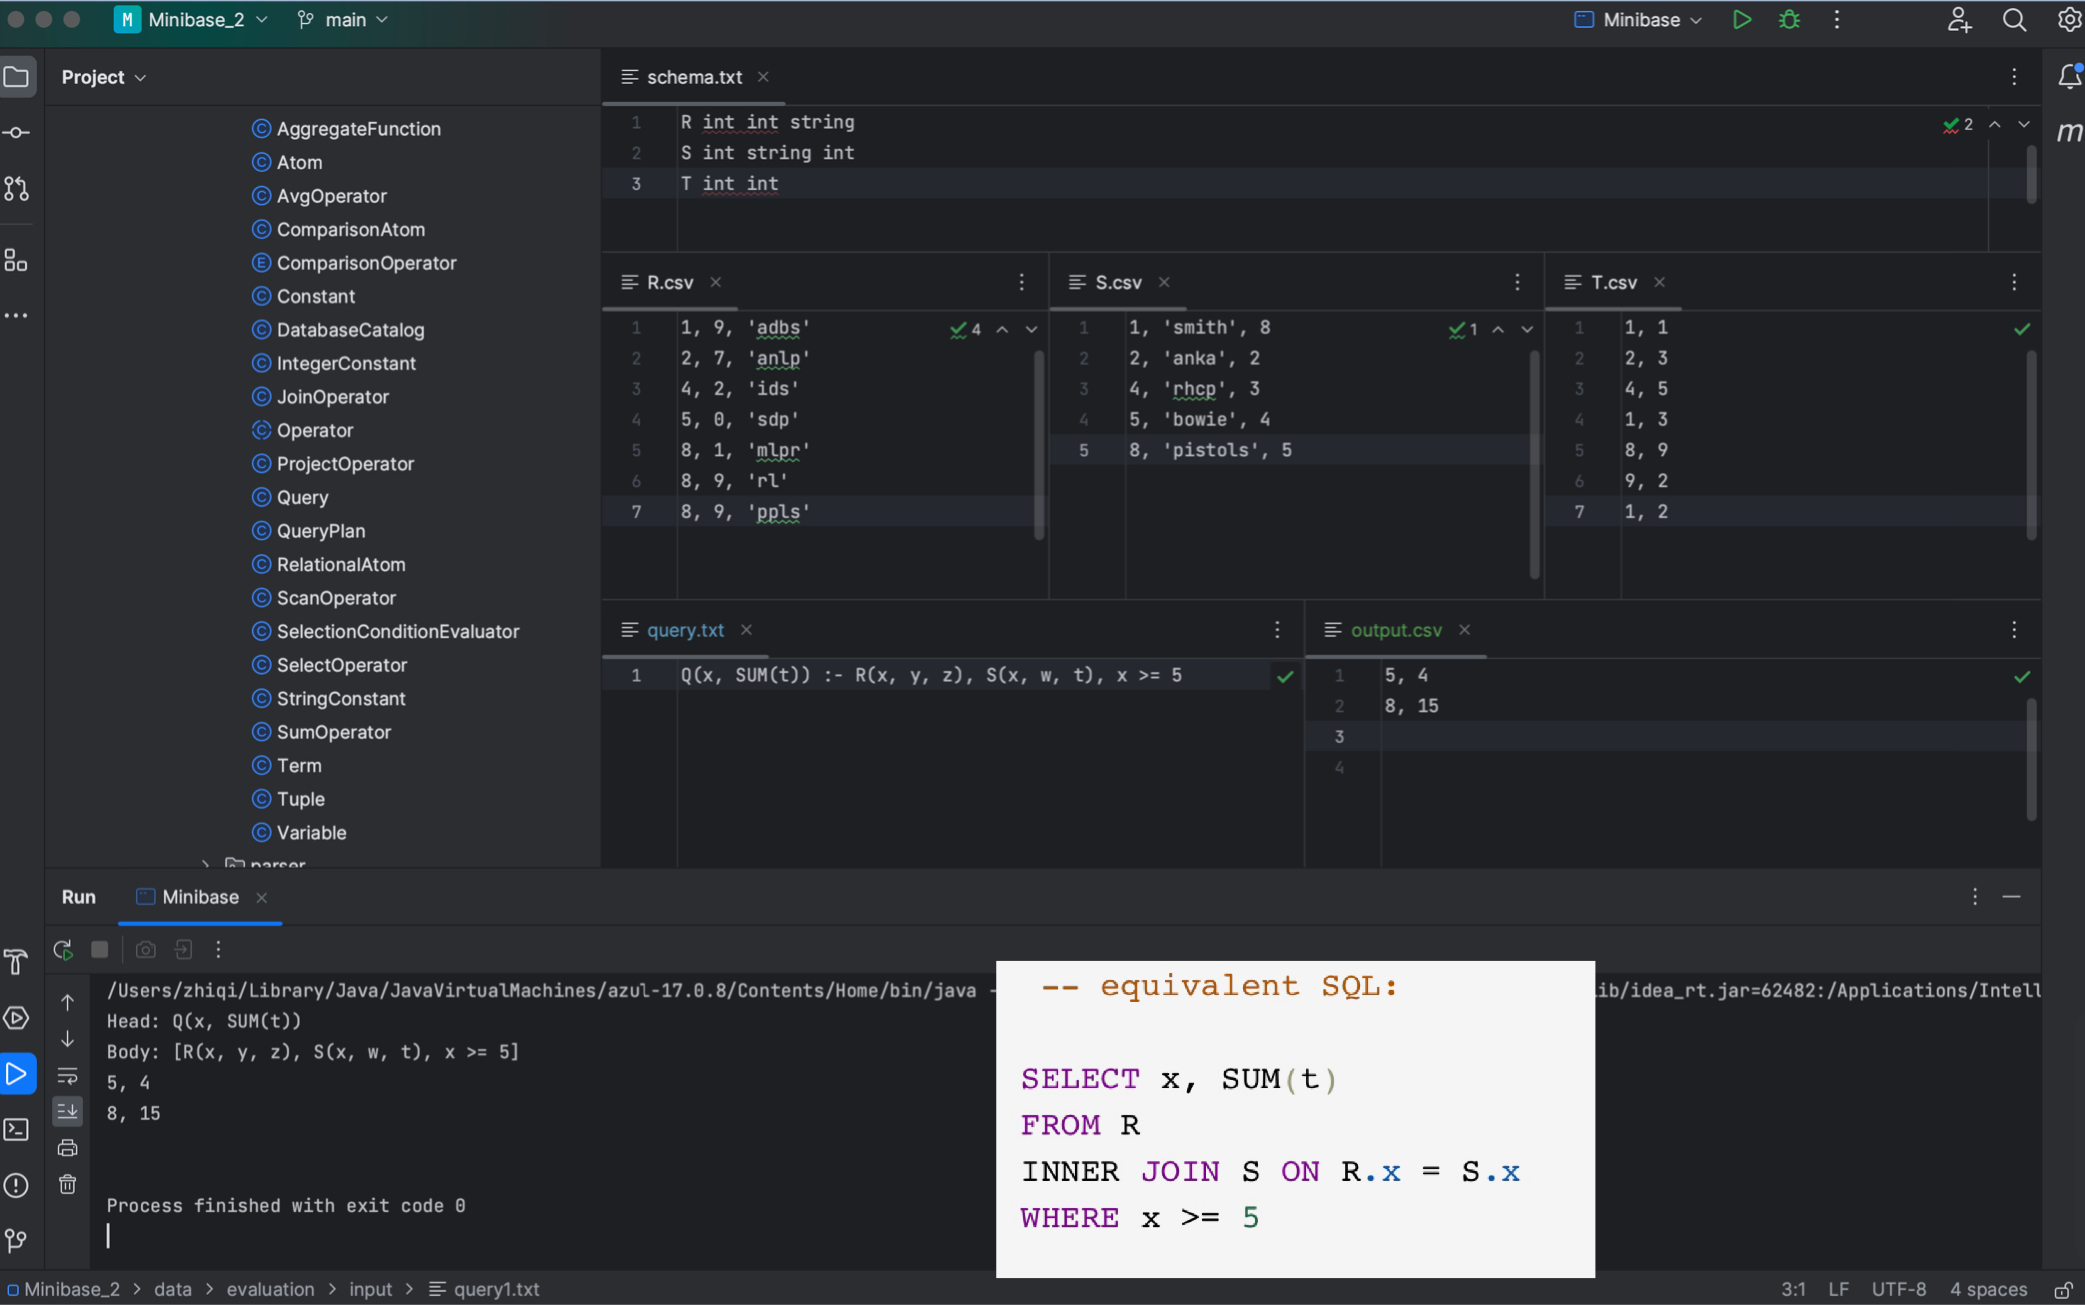 M Minibase_2 main Minibase
Project
AggregateFunction
Atom
AvgOperator
ComparisonAtom
ComparisonOperator
Constant
DatabaseCatalog
IntegerConstant
JoinOperator
Operator
ProjectOperator
Query
QueryPlan
RelationalAtom
ScanOperator
SelectionConditionEvaluator
SelectOperator
StringConstant
SumOperator
Term
Tuple
Variable
schema.txt
1 R int int string
2 S int string int
3 T int int
2
m
R.csv
1 1, 9, 'adbs'
2 2, 7, 'anlp'
3 4, 2, 'ids'
4 5, 0, 'sdp'
5 8, 1, 'mlpr'
6 8, 9, 'rl'
7 8, 9, 'ppls'
4
S.csv
1 1, 'smith', 8
2 2, 'anka', 2
3 4, 'rhcp', 3
4 5, 'bowie', 4
5 8, 'pistols', 5
1
T.csv
1 1, 1
2 2, 3
3 4, 5
4 1, 3
5 8, 9
6 9, 2
7 1, 2
query.txt
1 Q(x, SUM(t)) :- R(x, y, z), S(x, w, t), x >= 5
output.csv
1 5, 4
2 8, 15
3
4
parser
Run Minibase
/Users/zhiqi/Library/Java/JavaVirtualMachines/azul-17.0.8/Contents/Home/bin/java - ib/idea_rt.jar=62482:/Applications/Intell
Head: Q(x, SUM(t))
Body: [R(x, y, z), S(x, w, t), x >= 5]
5, 4
8, 15
Process finished with exit code 0
-- equivalent SQL:
SELECT x, SUM(t)
FROM R
INNER JOIN S ON R.x = S.x
WHERE x >= 5
Minibase_2 > data > evaluation > input > query1.txt
3:1 LF UTF-8 4 spaces